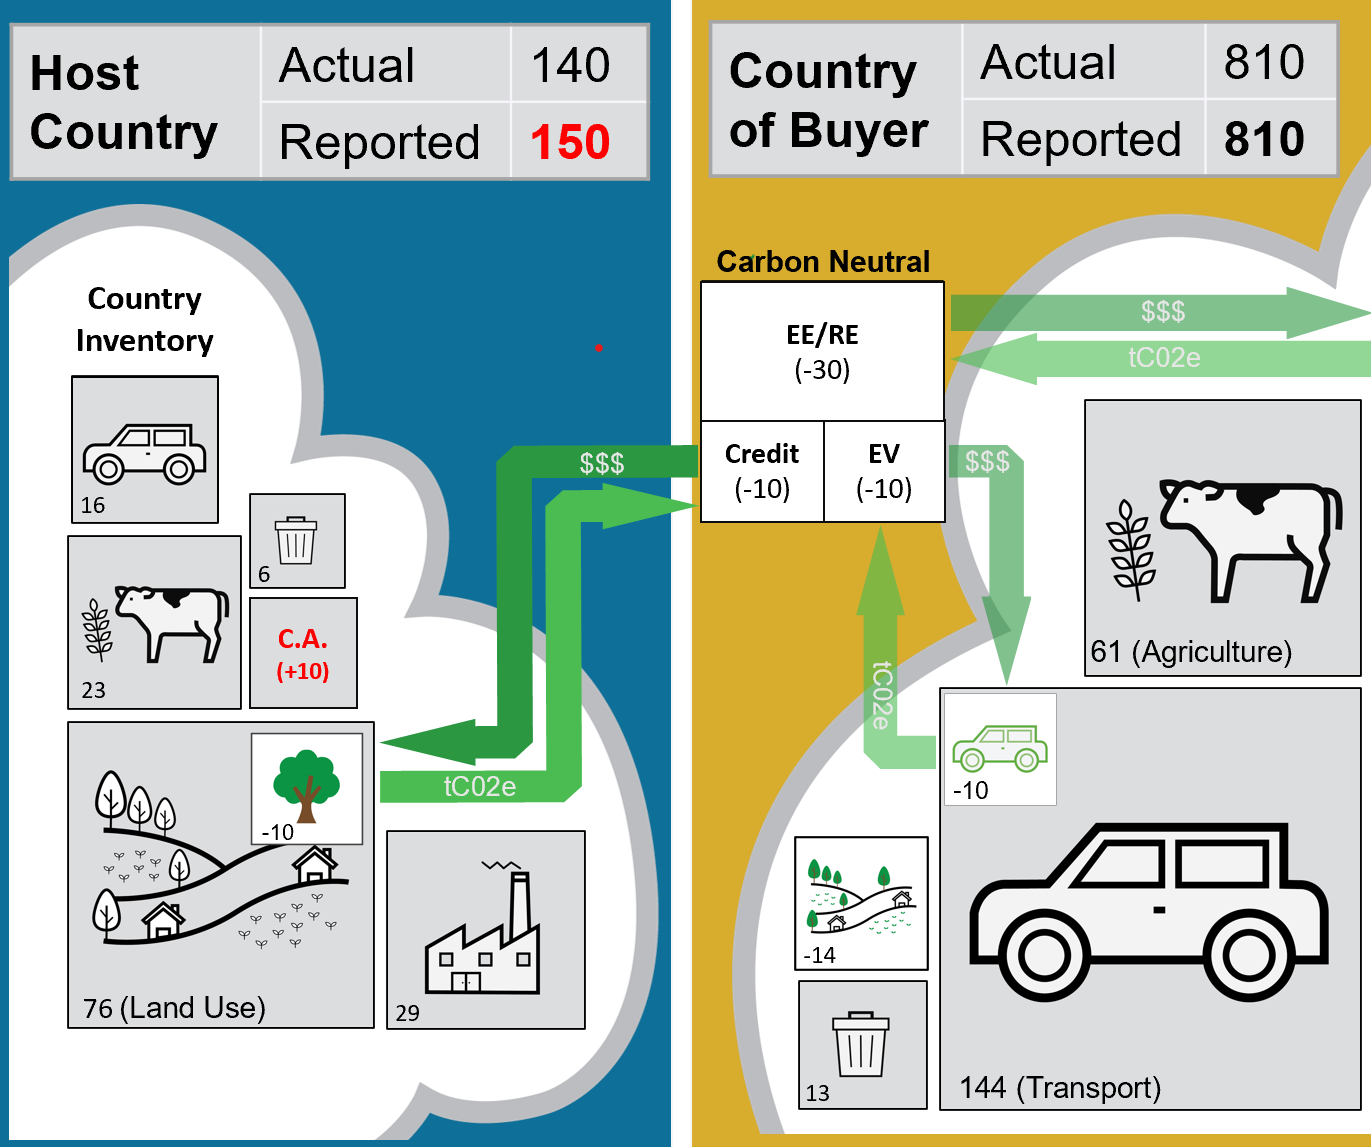 Host
Country
Actual 140
Reported 150
Country
Inventory
16
6
23
C.A.
(+10)
-10
76 (Land Use)
29
$$$
tC02e
Country
of Buyer
Actual 810
Reported 810
Carbon Neutral
EE/RE
(-30)
Credit
(-10)
EV
(-10)
$$$
tC02e
$$$
tC02e
61 (Agriculture)
-10
-14
13
144 (Transport)